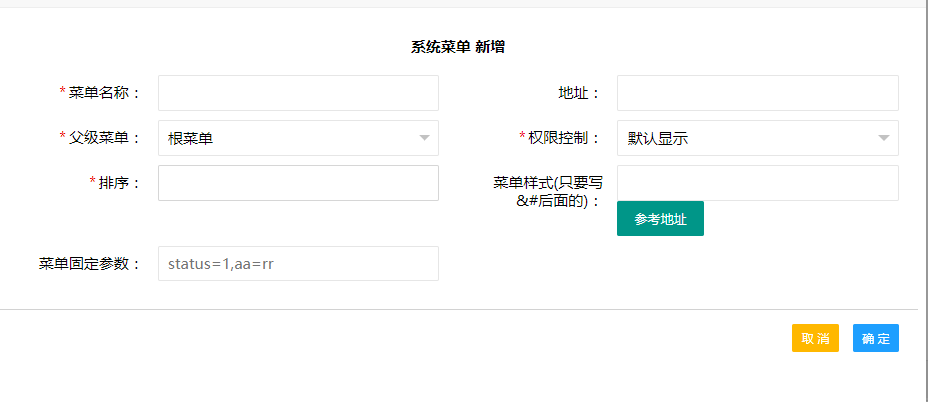 系统菜单 新增
*菜单名称：
地址：
*父级菜单：
根菜单
*权限控制：
默认显示
*排序：
菜单样式(只要写
&#后面的)：
参考地址
菜单固定参数：
status=1,aa=rr
取 消
确 定